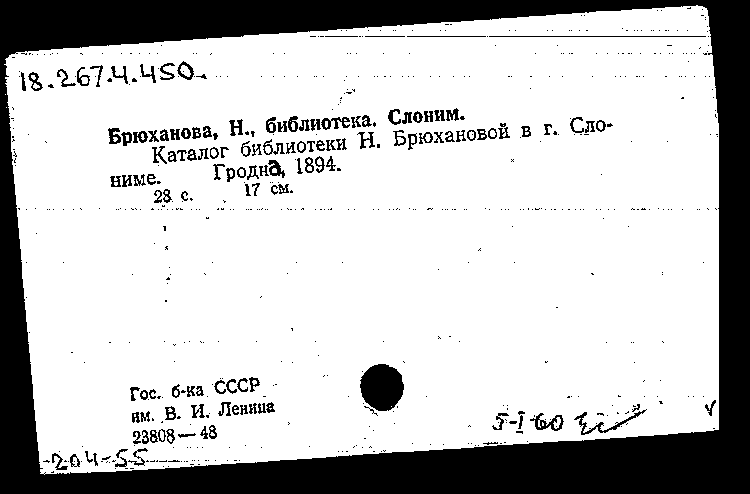 18.267.4.450.
Брюханова, Н., библиотека. Слоним.
Каталог библиотеки Н. Брюхановой в г. Сло-
ниме. Гродна, 1894.
28 с. 17 см.
Гос. б-ка СССР
им. В. И. Ленина
23808—48
5-I-60
204-55